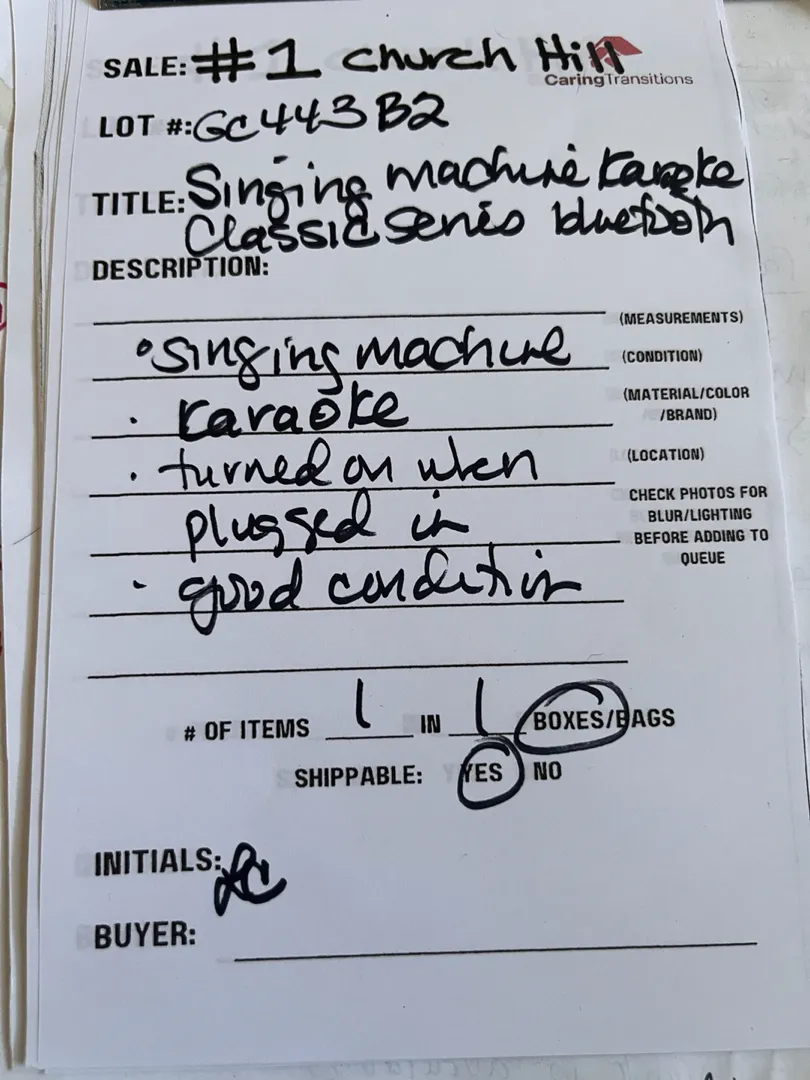 SALE: #1 Church Hill
CaringTransitions
LOT #: GC443B2
TITLE: Singing machine Karaoke
Classic series bluetooth
DESCRIPTION:
(MEASUREMENTS)
• Singing machine (CONDITION)
• Karaoke (MATERIAL/COLOR
/BRAND)
• turned on when (LOCATION)
plugged in CHECK PHOTOS FOR
BLUR/LIGHTING
BEFORE ADDING TO
QUEUE
• good condition
# OF ITEMS 1 IN 1 BOXES/BAGS
SHIPPABLE: YES NO
INITIALS: LC
BUYER: